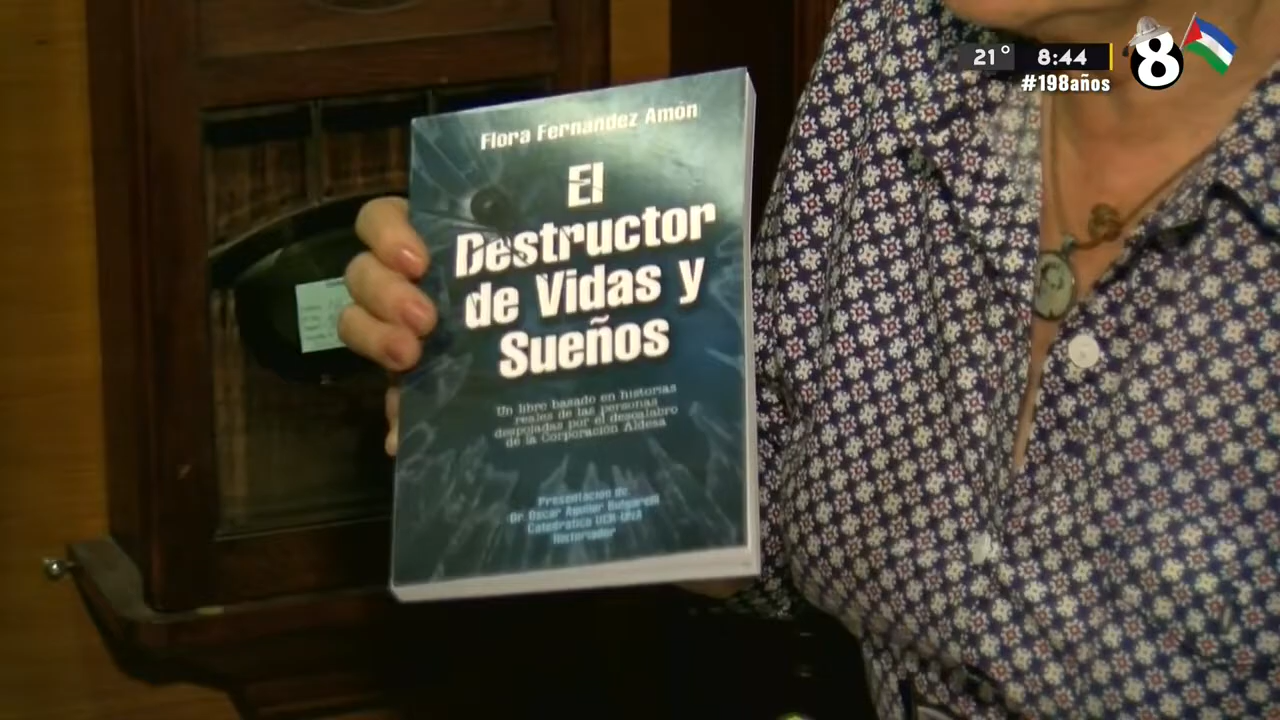 21° 8:44
#198años
8
Flora Fernandez Amón
El
Destructor
de Vidas y
Sueños
Un libro basado en historias
reales de las personas
despojadas por el descalabro
de la Corporación Aldesa
Presentación de
Dr. Oscar Aguilar Bulgarelli
Catedrático UCR-UNA
Historiador